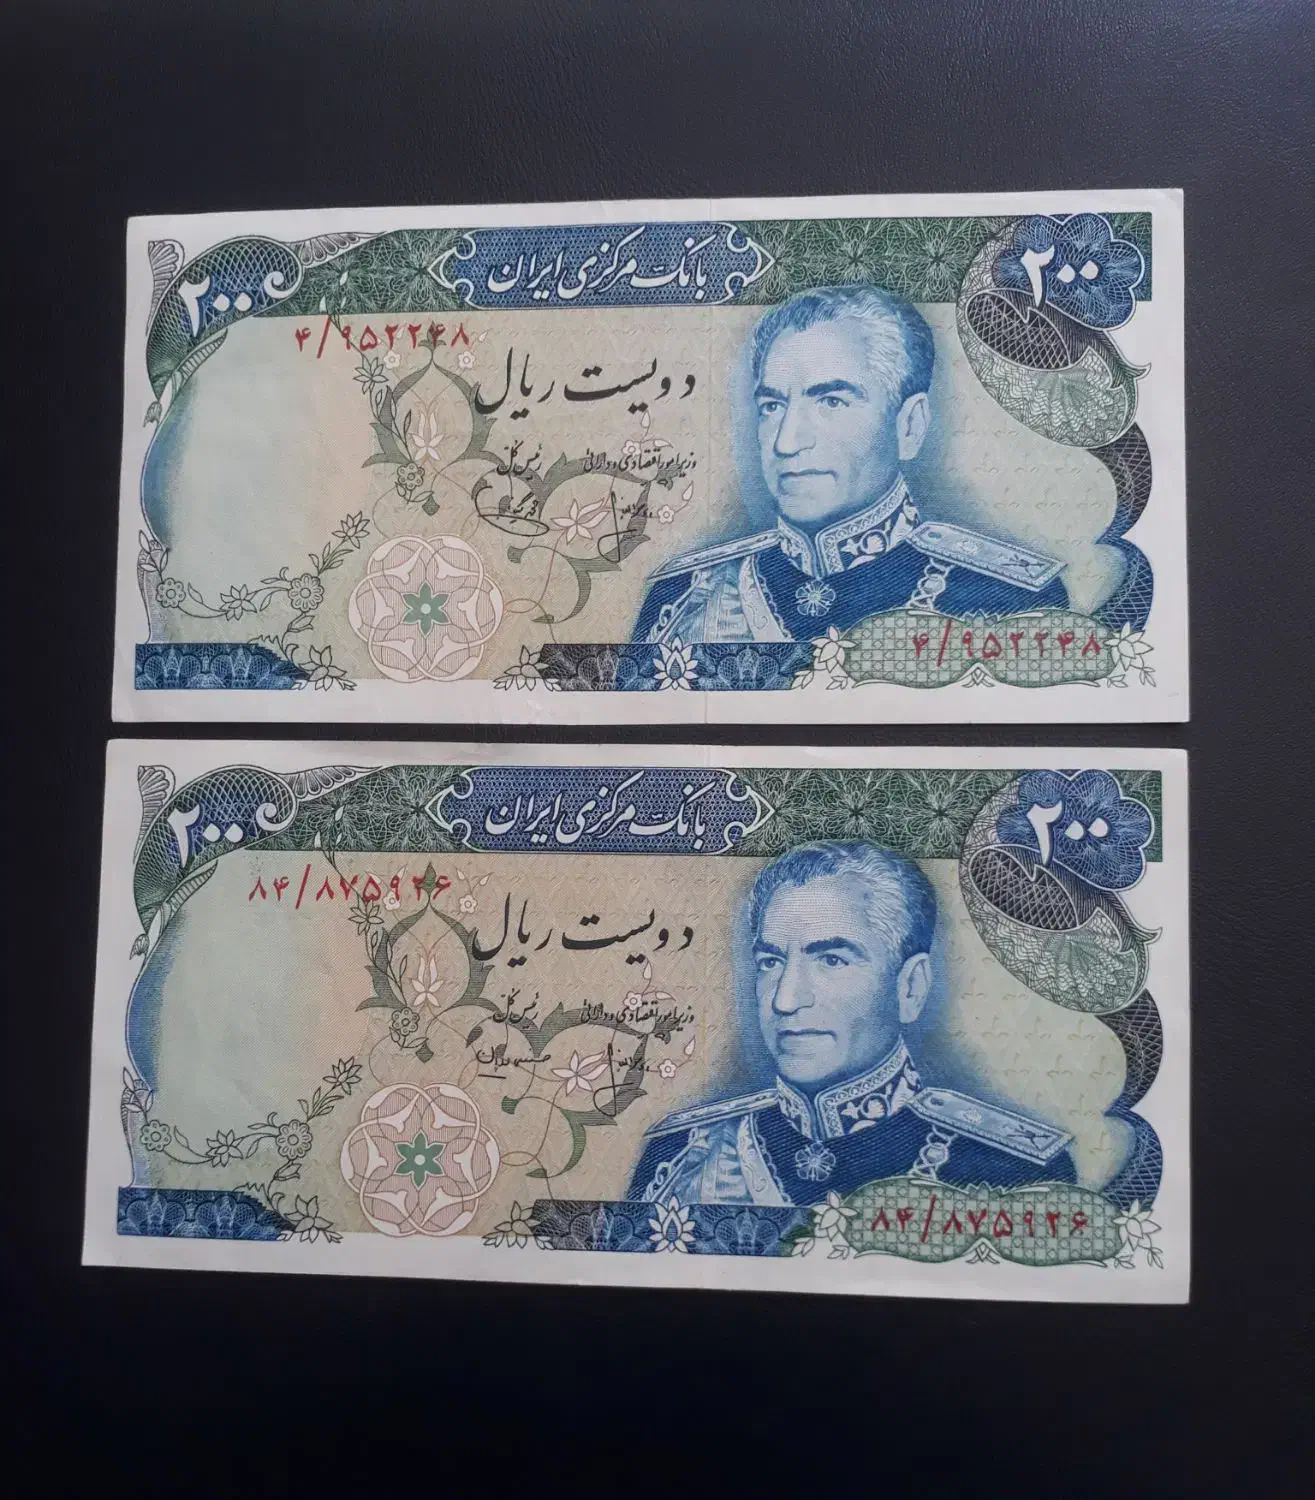 بانک مرکزی ایران
۲۰۰
۲۰۰
۴/۹۵۲۲۴۸
دویست ریال
وزیر امور اقتصادی و دارائی
رئیس کل
۴/۹۵۲۲۴۸
بانک مرکزی ایران
۲۰۰
۲۰۰
۸۴/۸۷۵۹۲۶
دویست ریال
وزیر امور اقتصادی و دارائی
رئیس کل
۸۴/۸۷۵۹۲۶